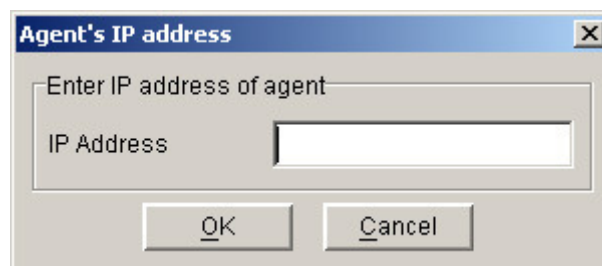 Agent's IP address
Enter IP address of agent
IP Address
OK
Cancel